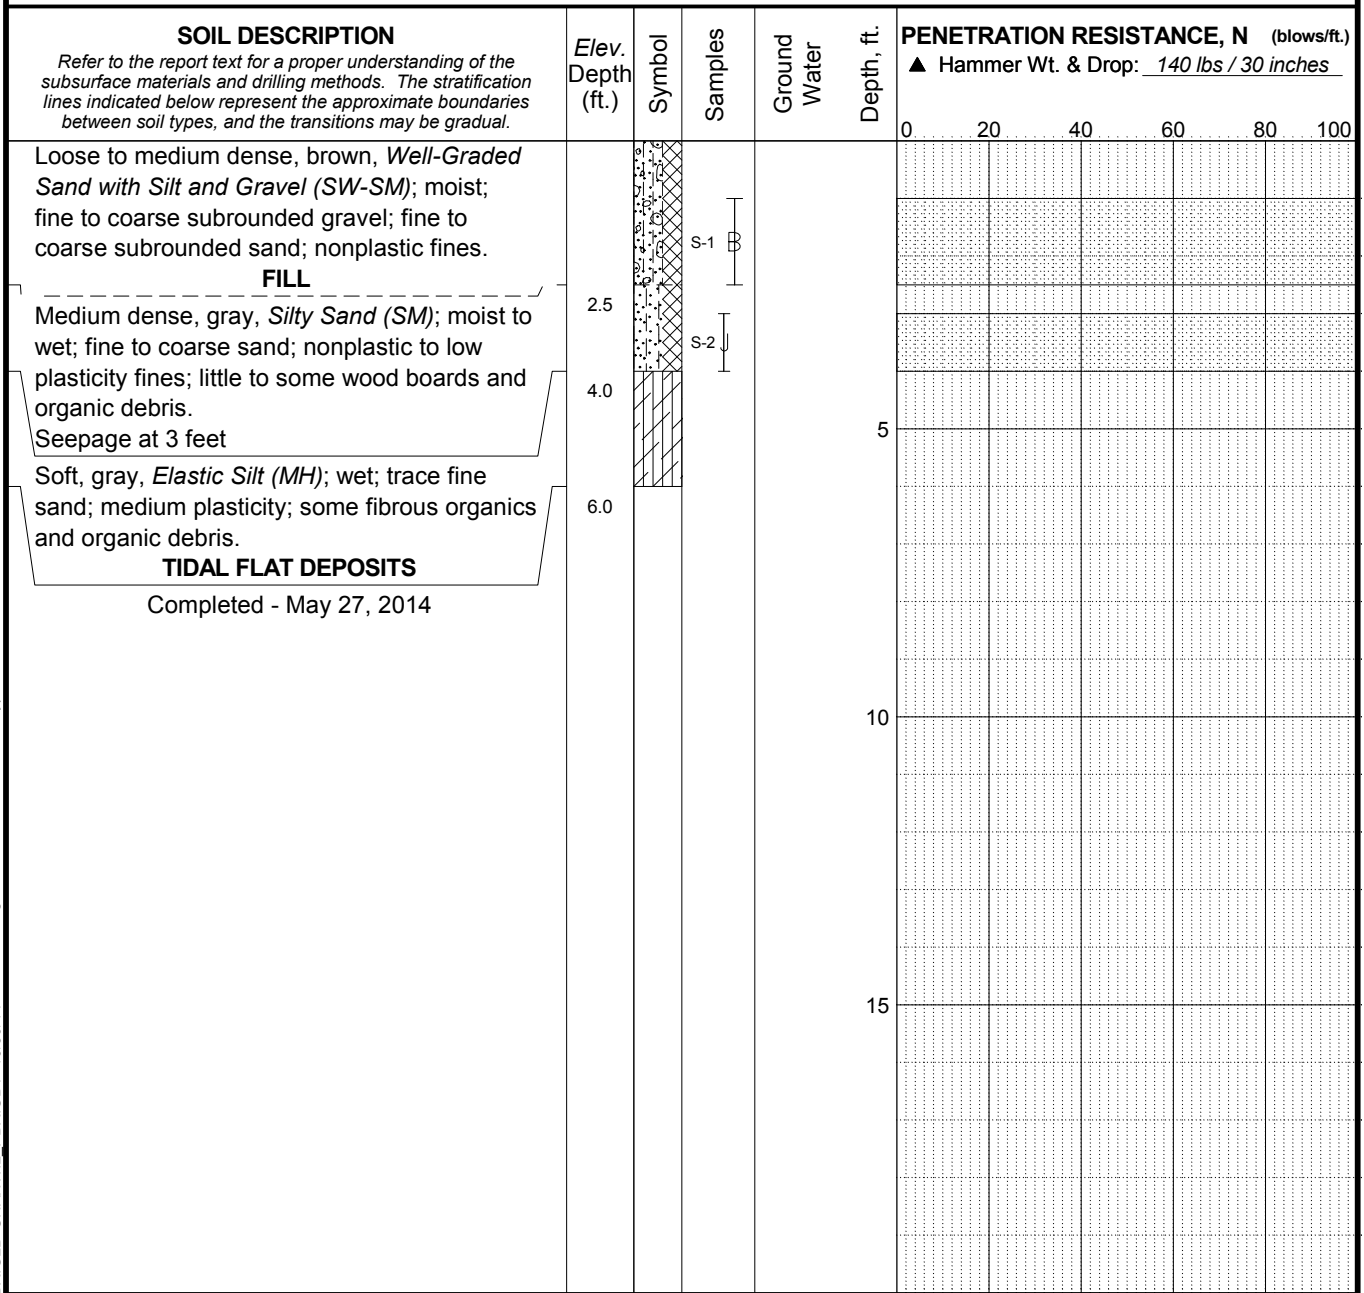 SOIL DESCRIPTION
Refer to the report text for a proper understanding of the
subsurface materials and drilling methods. The stratification
lines indicated below represent the approximate boundaries
between soil types, and the transitions may be gradual.
Elev.
Depth
(ft.)
Symbol
Samples
Ground
Water
Depth, ft.
PENETRATION RESISTANCE, N (blows/ft.)
▲ Hammer Wt. & Drop: 140 lbs / 30 inches
0 20 40 60 80 100
Loose to medium dense, brown, Well-Graded
Sand with Silt and Gravel (SW-SM); moist;
fine to coarse subrounded gravel; fine to
coarse subrounded sand; nonplastic fines.
FILL
S-1 B
2.5
Medium dense, gray, Silty Sand (SM); moist to
wet; fine to coarse sand; nonplastic to low
plasticity fines; little to some wood boards and
organic debris.
Seepage at 3 feet
S-2 J
4.0
5
Soft, gray, Elastic Silt (MH); wet; trace fine
sand; medium plasticity; some fibrous organics
and organic debris.
TIDAL FLAT DEPOSITS
6.0
Completed - May 27, 2014
10
15